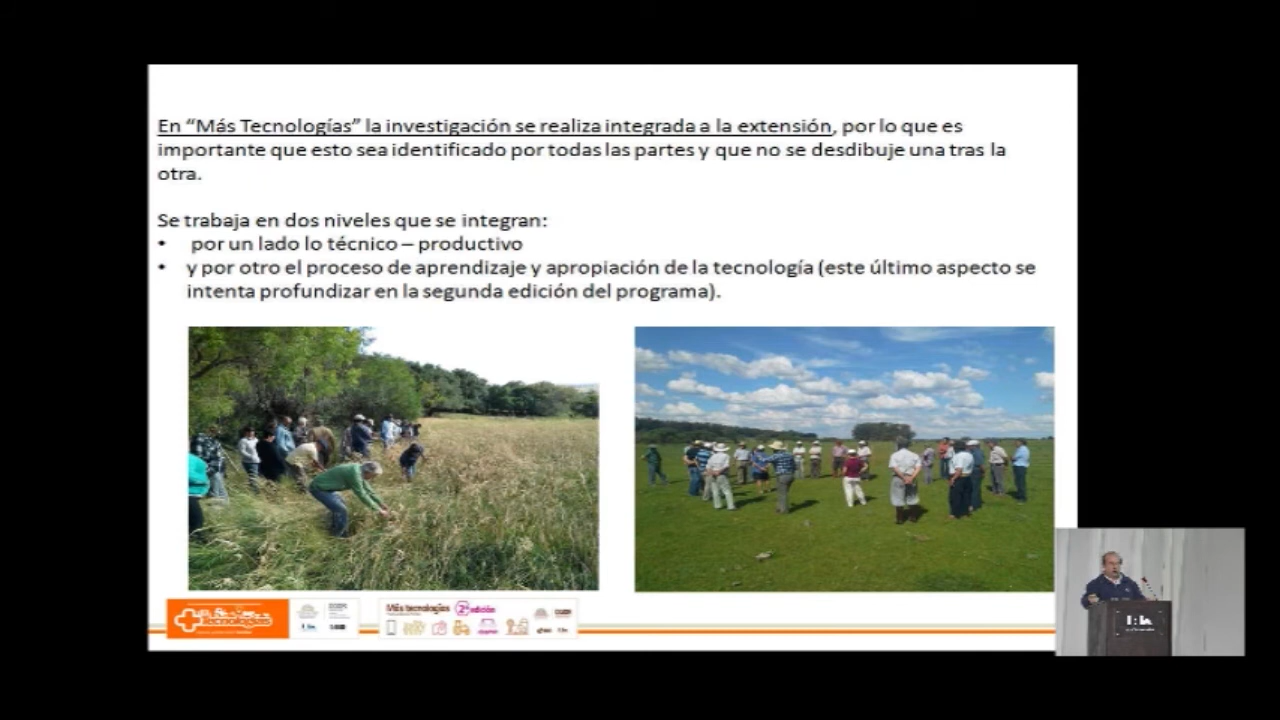 En “Más Tecnologías” la investigación se realiza integrada a la extensión, por lo que es
importante que esto sea identificado por todas las partes y que no se desdibuje una tras la
otra.
Se trabaja en dos niveles que se integran:
• por un lado lo técnico – productivo
• y por otro el proceso de aprendizaje y apropiación de la tecnología (este último aspecto se
intenta profundizar en la segunda edición del programa).
Más tecnologías 2ª edición